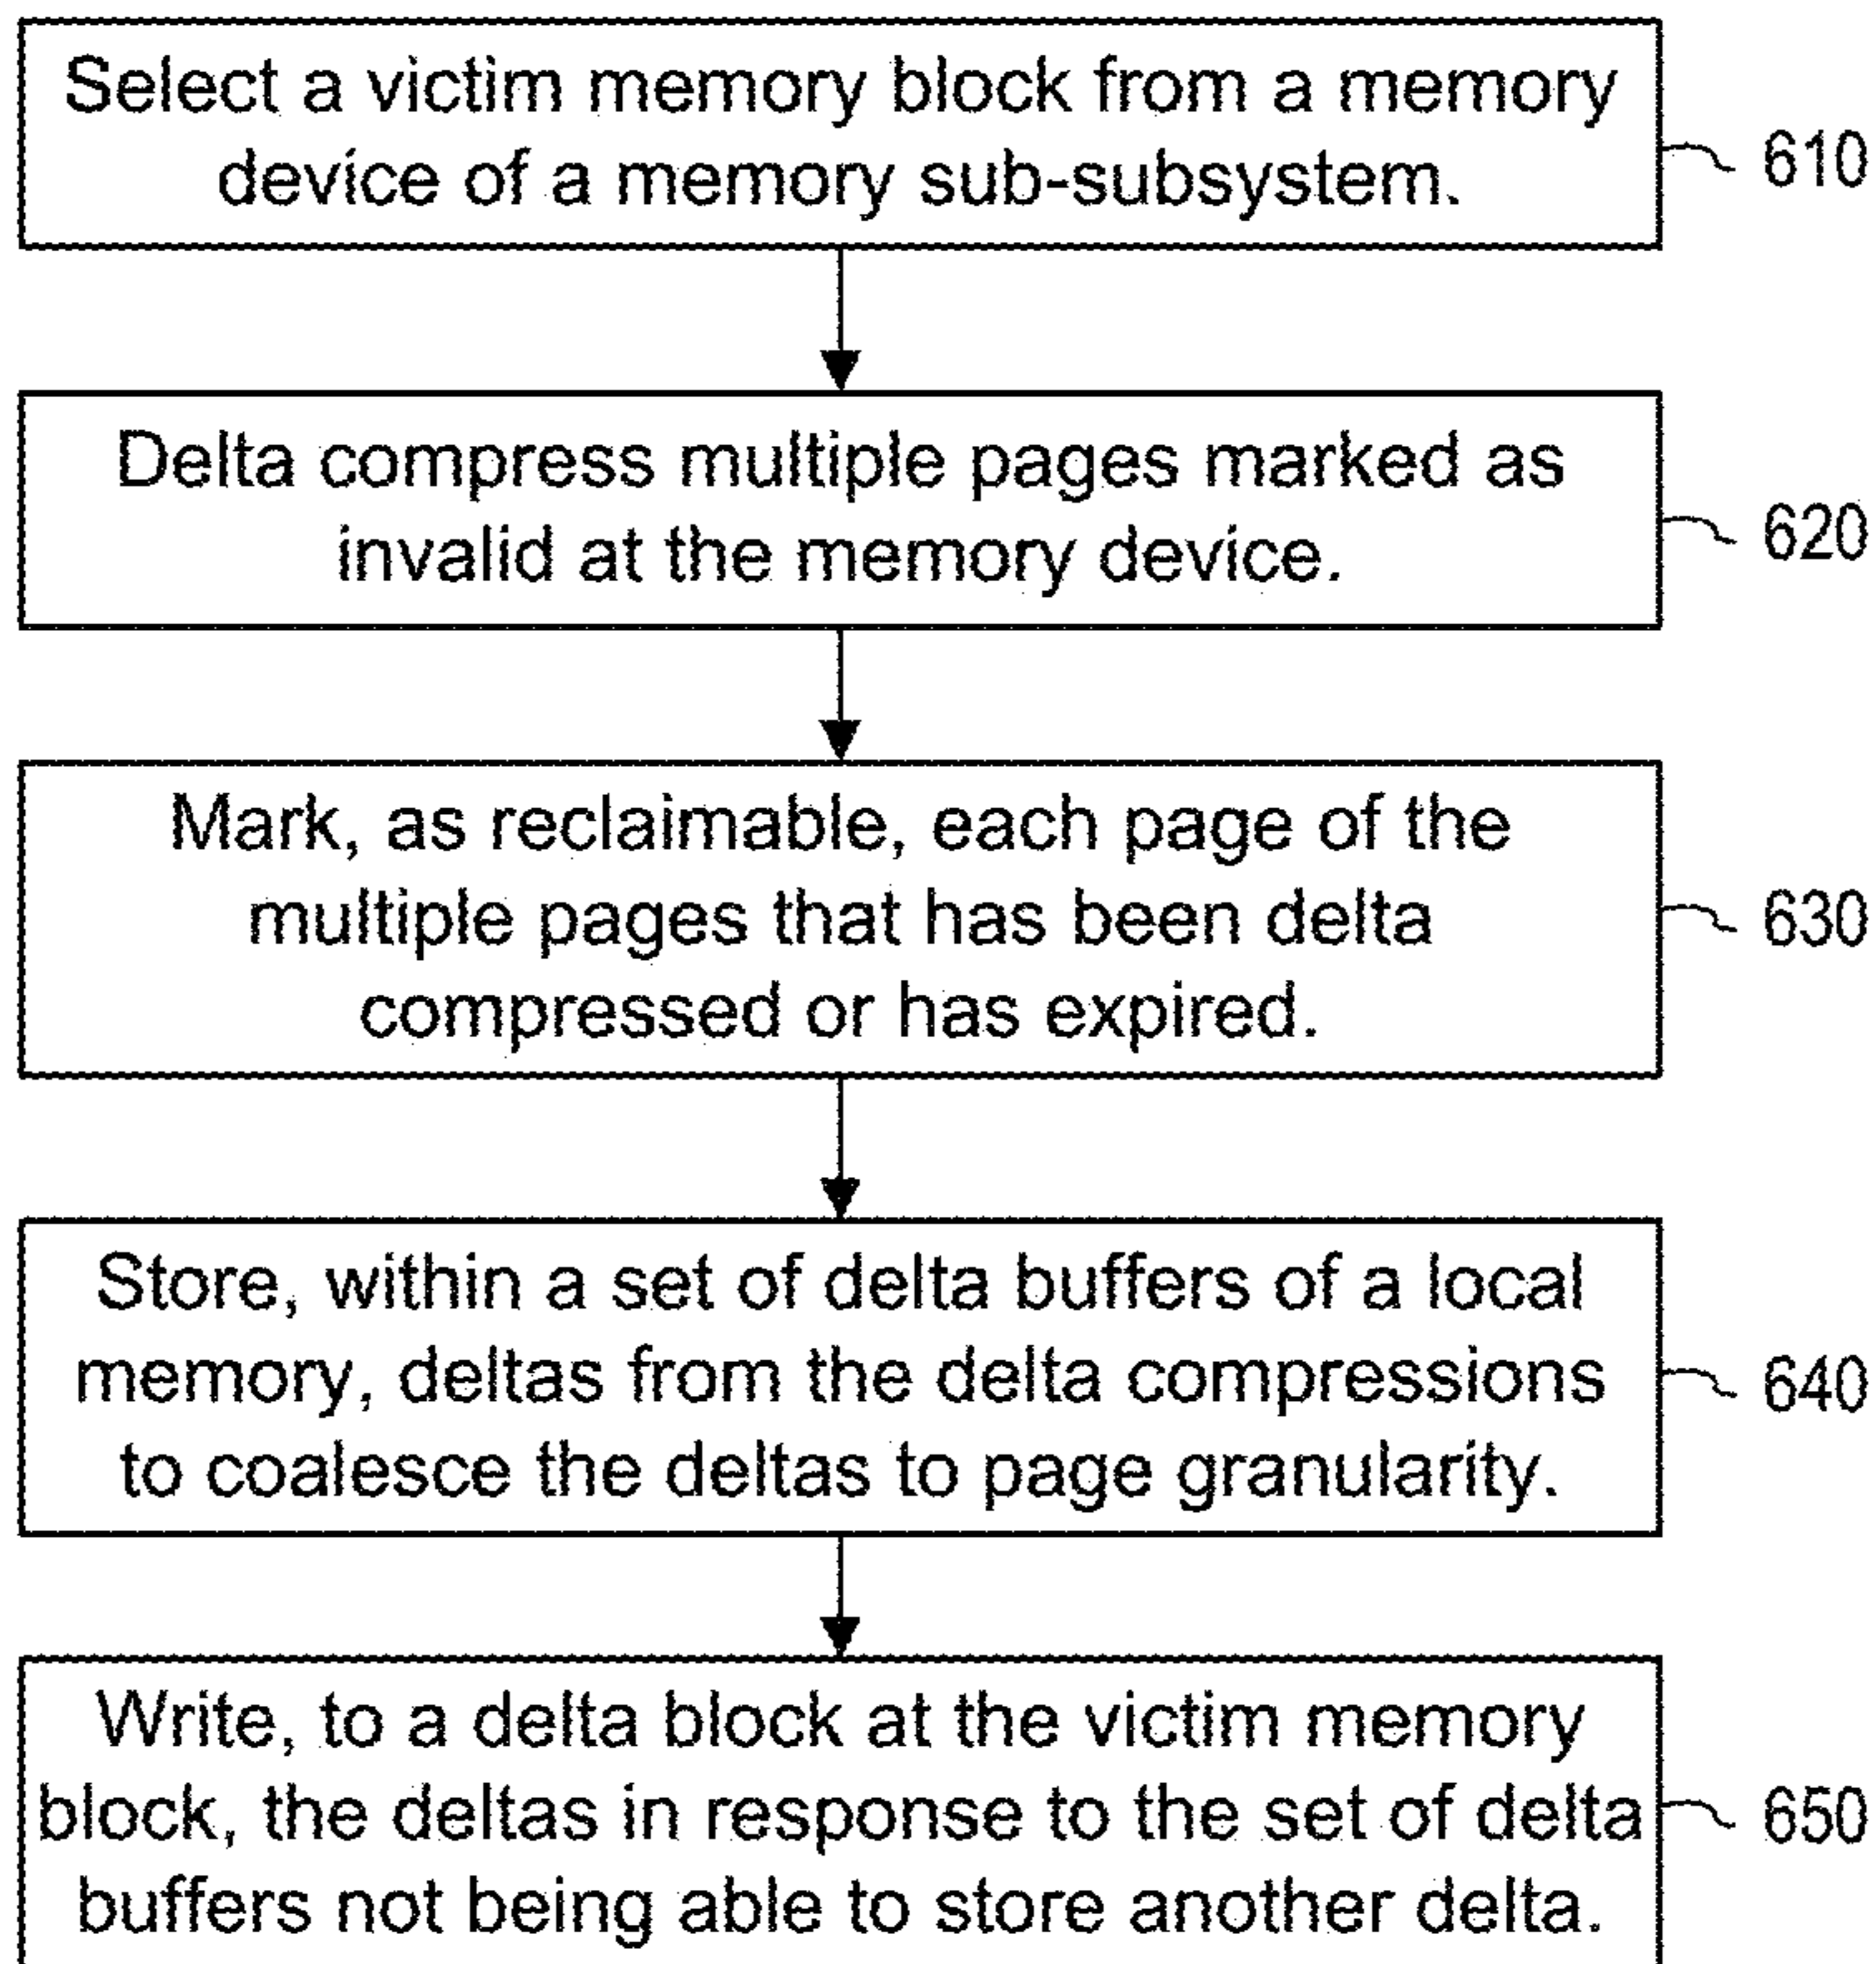 Select a victim memory block from a memory
device of a memory sub-subsystem.
610
Delta compress multiple pages marked as
invalid at the memory device.
620
Mark, as reclaimable, each page of the
multiple pages that has been delta
compressed or has expired.
630
Store, within a set of delta buffers of a local
memory, deltas from the delta compressions
to coalesce the deltas to page granularity.
640
Write, to a delta block at the victim memory
block, the deltas in response to the set of delta
buffers not being able to store another delta.
650